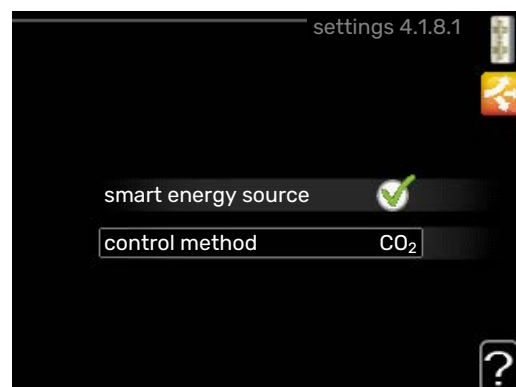 settings 4.1.8.1
smart energy source
control method CO₂
?